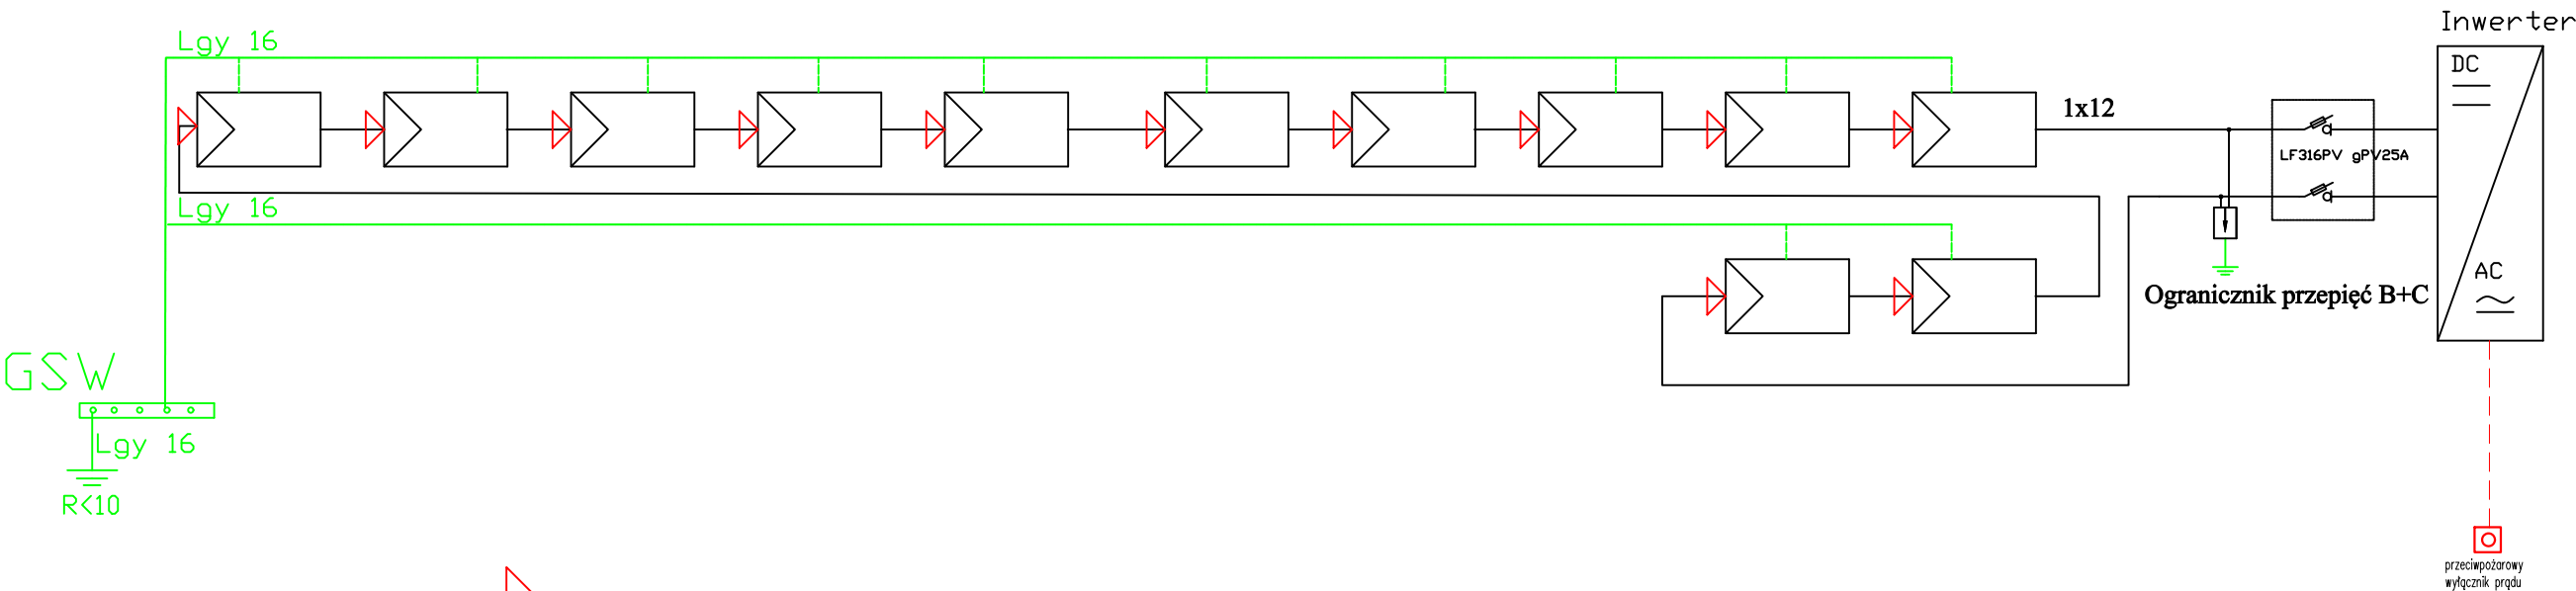 Inwerter
Lgy 16
DC
1x12
LF316PV gPV25A
Lgy 16
AC
Ogranicznik przepięć B+C
GSW
Lgy 16
R<10
przeciwpożarowy
wyłącznik prądu